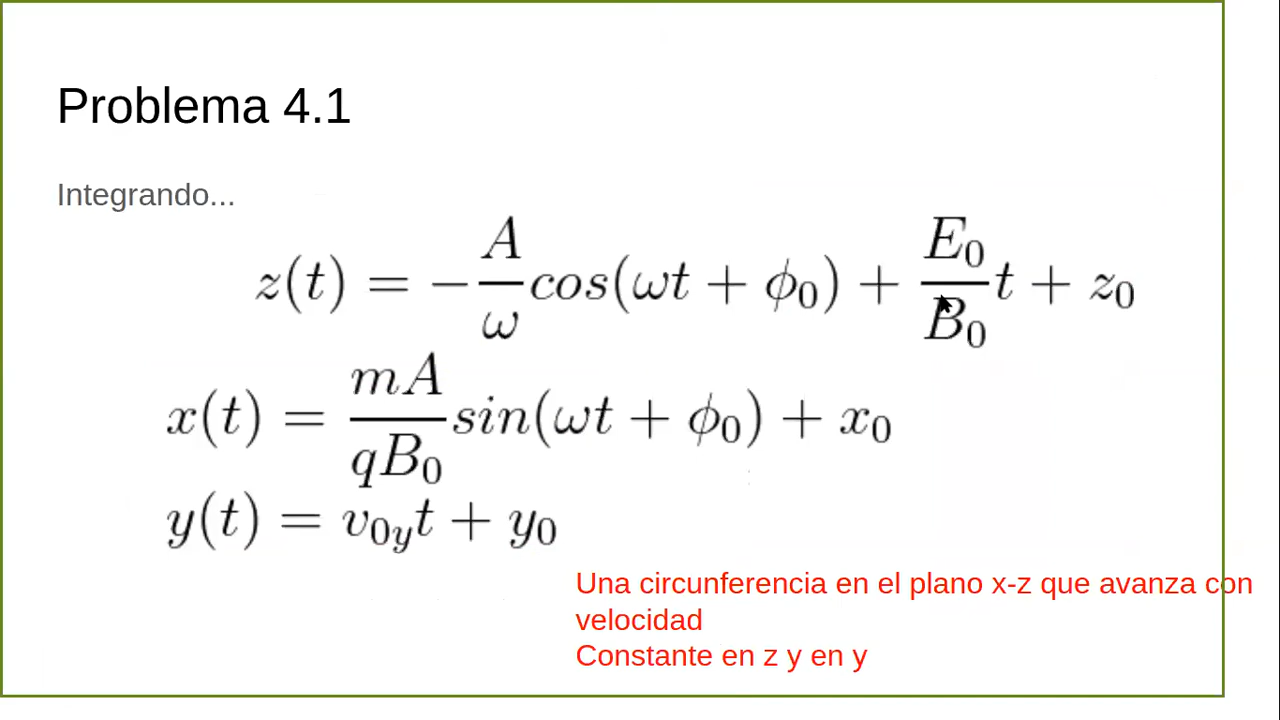 Problema 4.1
Integrando...
z(t) = −A/ω cos(ωt + ϕ₀) + E₀/B₀ t + z₀
x(t) = mA/qB₀ sin(ωt + ϕ₀) + x₀
y(t) = v₀yt + y₀
Una circunferencia en el plano x-z que avanza con
velocidad
Constante en z y en y